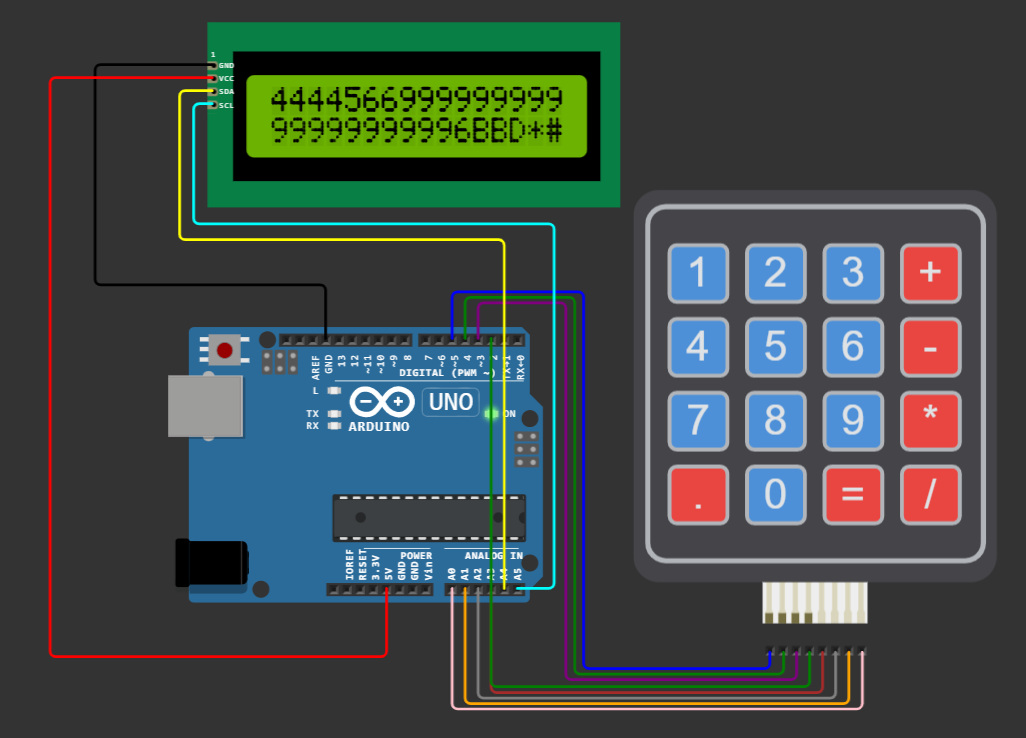 1
GND
VCC
SDA
SCL
4444566999999999
99999999996BBD*#
1 2 3 +
4 5 6 -
7 8 9 *
. 0 = /
AREF GND 13 12 ~11 ~10 ~9 8 7 ~6 ~5 4 ~3 2 TX→1 RX←0
DIGITAL (PWM ~)
L
TX
RX
UNO
ON
ARDUINO
POWER
ANALOG IN
IOREF RESET 3.3V 5V GND GND Vin A0 A1 A2 A3 A4 A5